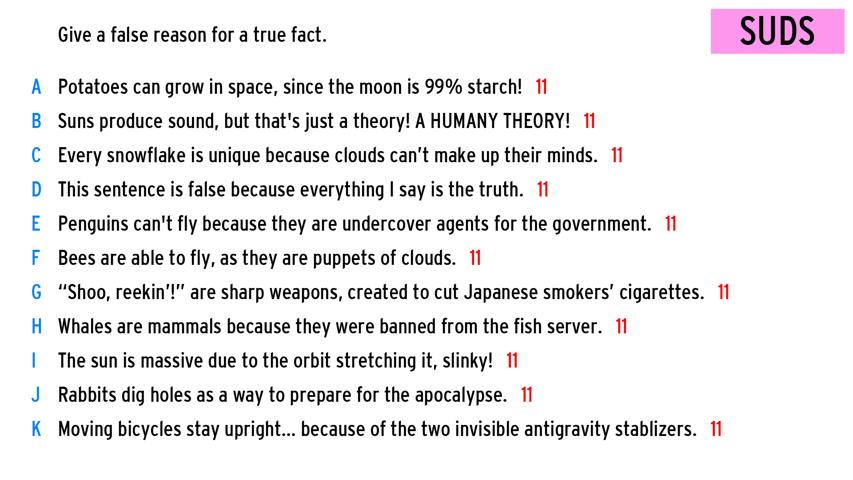 Give a false reason for a true fact.
SUDS
A Potatoes can grow in space, since the moon is 99% starch! 11
B Suns produce sound, but that's just a theory! A HUMANY THEORY! 11
C Every snowflake is unique because clouds can't make up their minds. 11
D This sentence is false because everything I say is the truth. 11
E Penguins can't fly because they are undercover agents for the government. 11
F Bees are able to fly, as they are puppets of clouds. 11
G “Shoo, reekin'!” are sharp weapons, created to cut Japanese smokers’ cigarettes. 11
H Whales are mammals because they were banned from the fish server. 11
I The sun is massive due to the orbit stretching it, slinky! 11
J Rabbits dig holes as a way to prepare for the apocalypse. 11
K Moving bicycles stay upright... because of the two invisible antigravity stablizers. 11